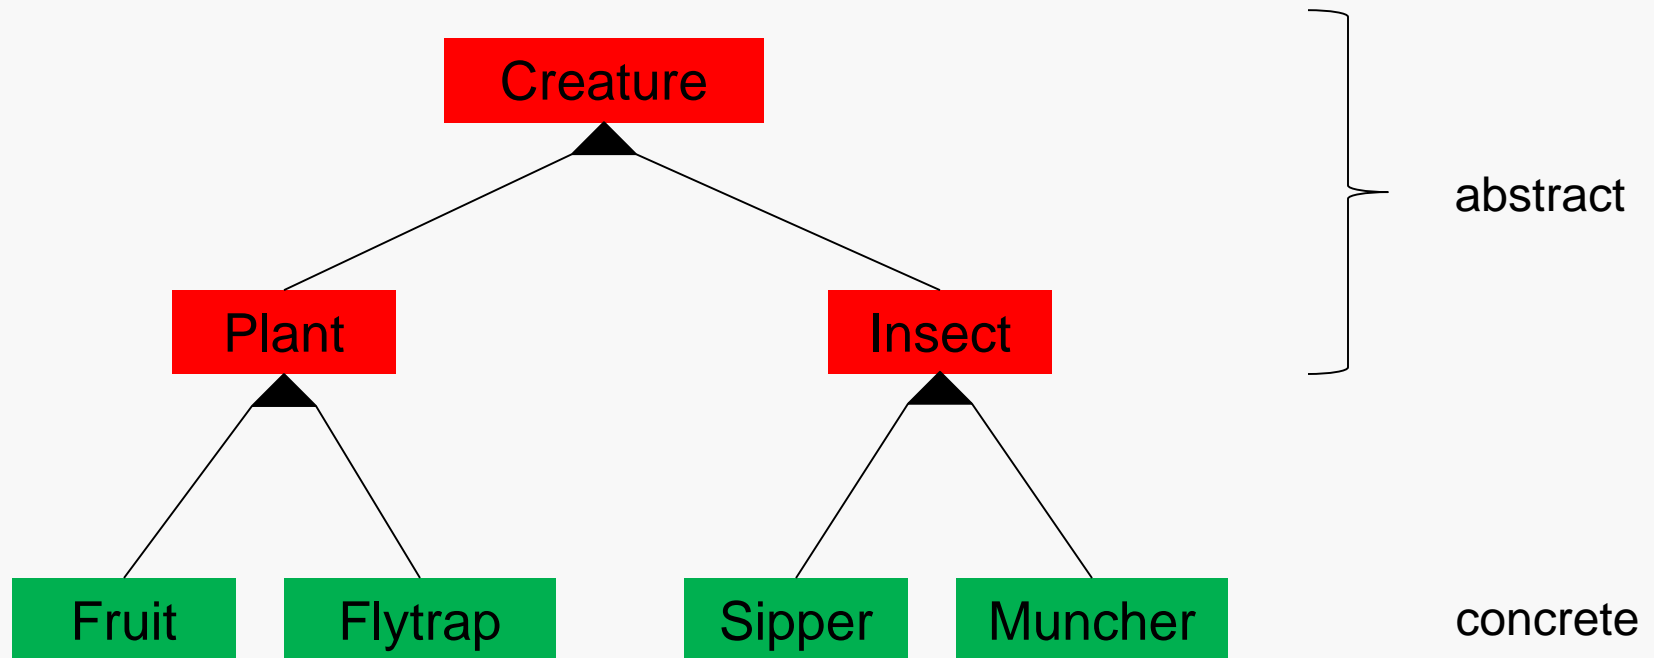 Creature
abstract
Plant
Insect
Fruit
Flytrap
Sipper
Muncher
concrete